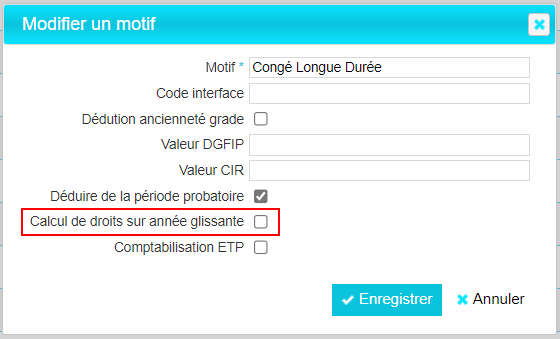 Modifier un motif
Motif * Congé Longue Durée
Code interface
Dédution ancienneté grade
Valeur DGFIP
Valeur CIR
Déduire de la période probatoire
Calcul de droits sur année glissante
Comptabilisation ETP
Enregistrer Annuler